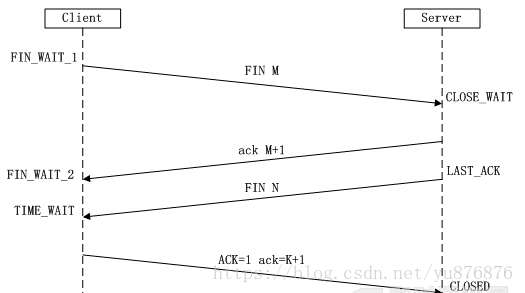 Client Server
FIN_WAIT_1
FIN M
CLOSE_WAIT
ack M+1
FIN_WAIT_2
LAST_ACK
FIN N
TIME_WAIT
ACK=1 ack=K+1
https://blog.csdn.net/yu876876
CLOSED